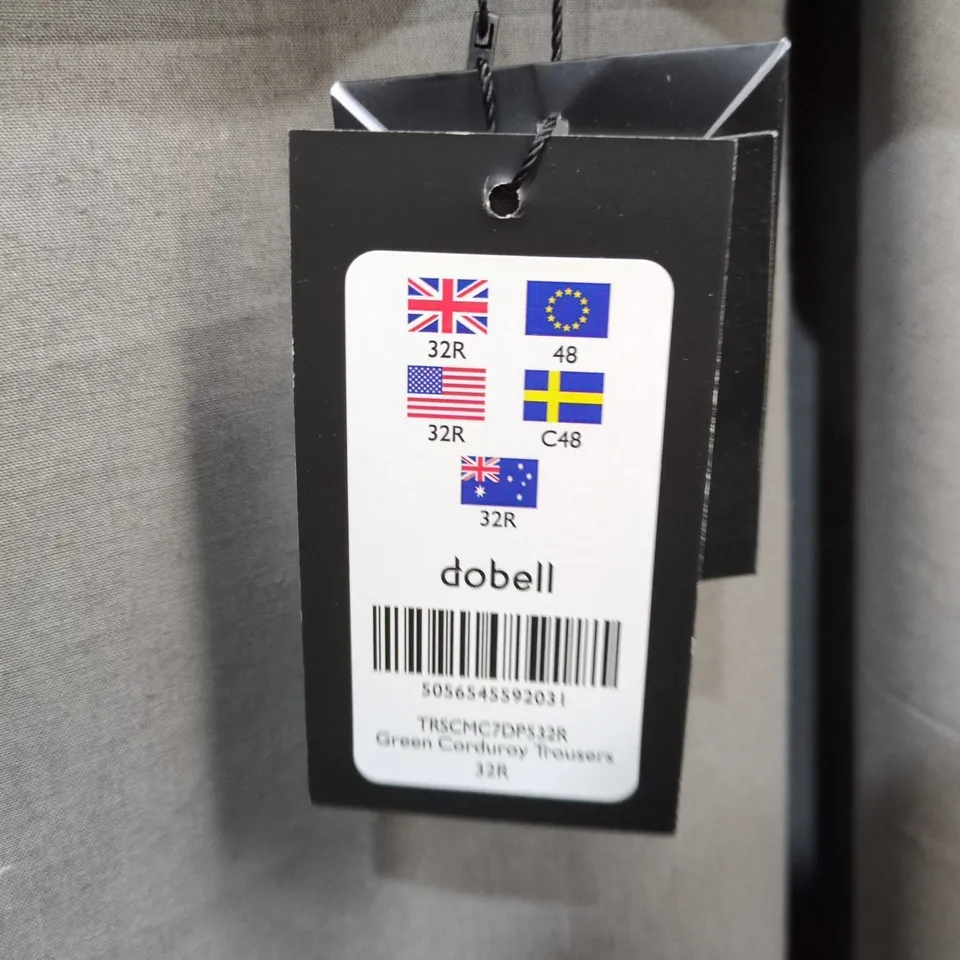 32R 48
32R C48
32R
dobell
5056545592031
TRSCMC7DPS32R
Green Corduroy Trousers
32R